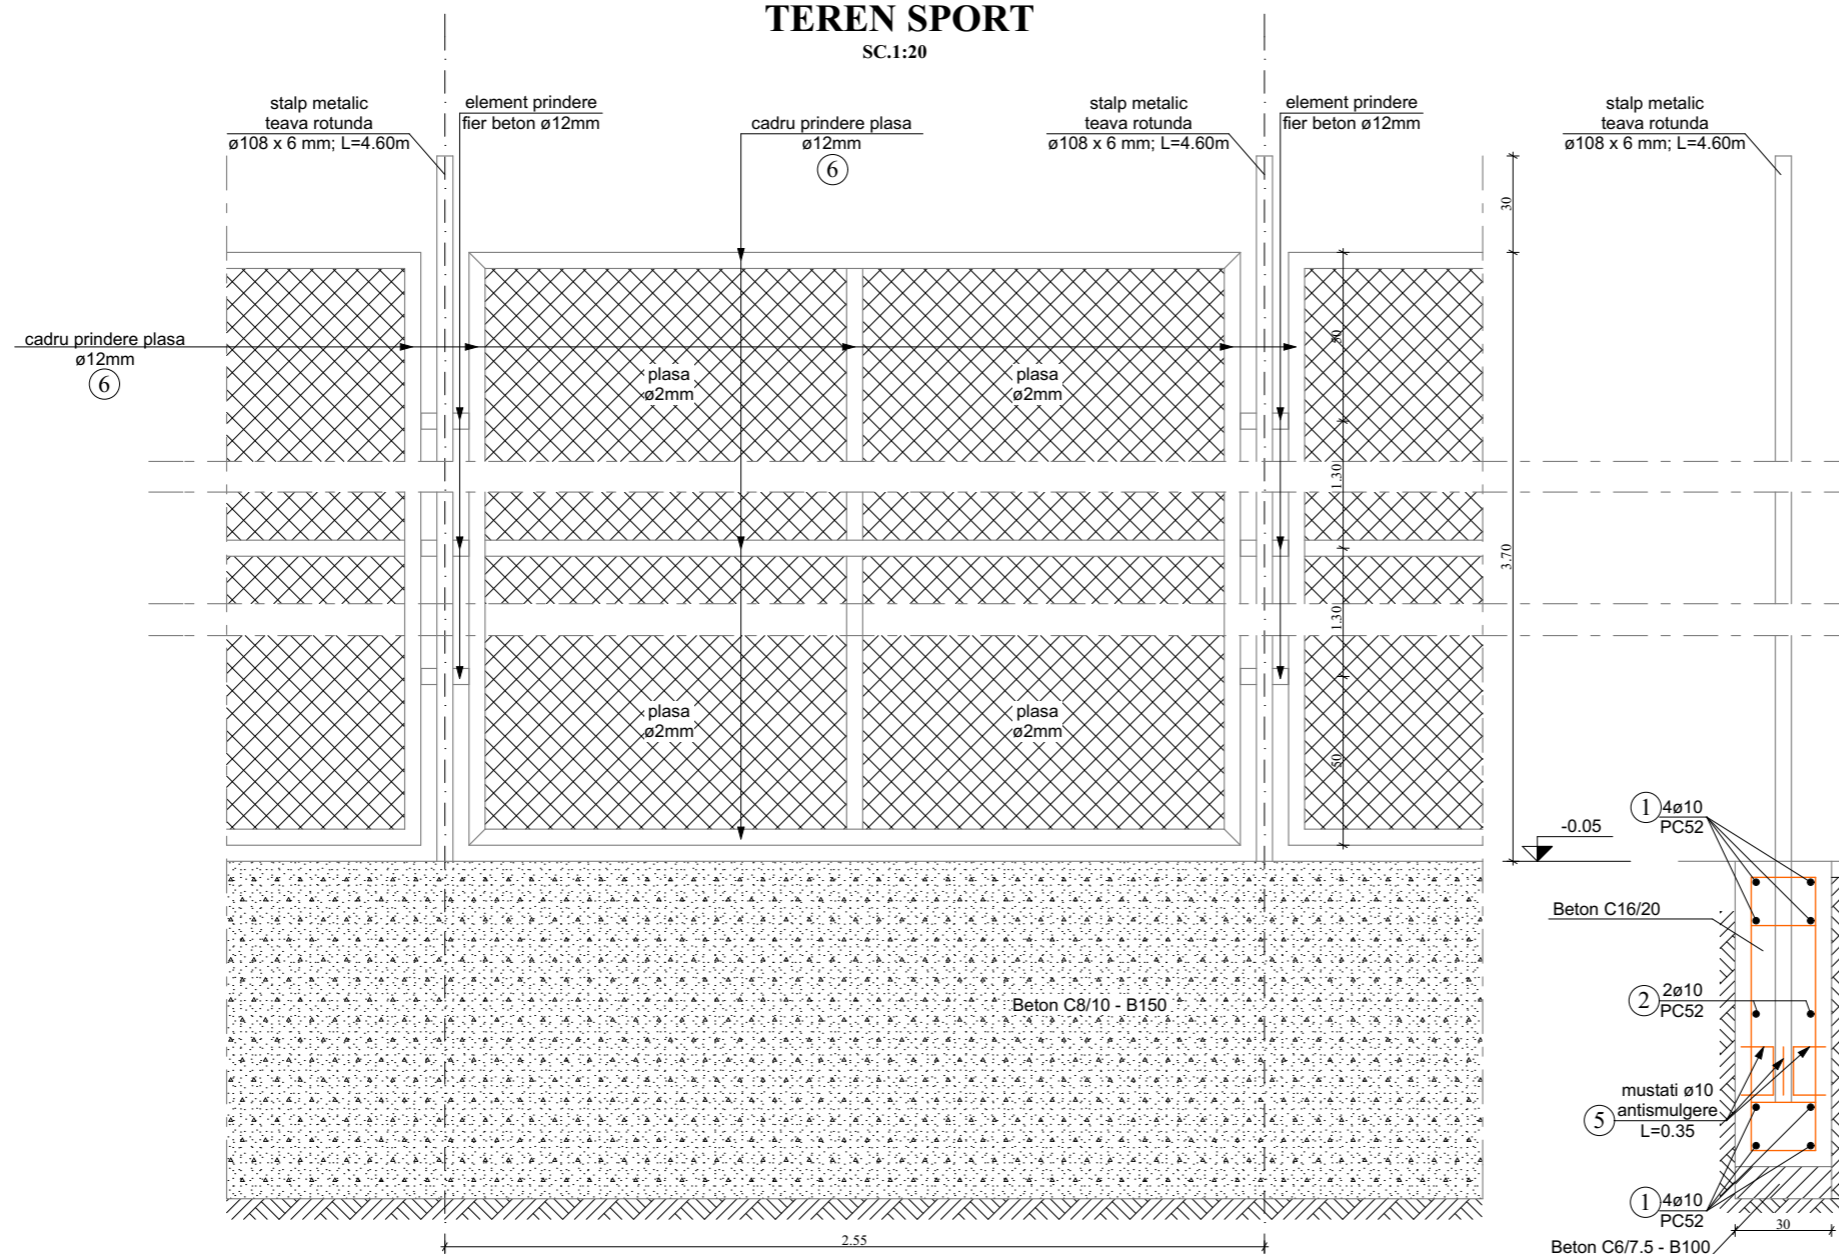 TEREN SPORT
SC.1:20
stalp metalic
teava rotunda
ø108 x 6 mm; L=4.60m
element prindere
fier beton ø12mm
cadru prindere plasa
ø12mm
6
stalp metalic
teava rotunda
ø108 x 6 mm; L=4.60m
element prindere
fier beton ø12mm
stalp metalic
teava rotunda
ø108 x 6 mm; L=4.60m
30
cadru prindere plasa
ø12mm
6
plasa
ø2mm
plasa
ø2mm
1.30
3.70
1.30
plasa
ø2mm
plasa
ø2mm
50
-0.05
1 4ø10
PC52
Beton C16/20
Beton C8/10 - B150
2 2ø10
PC52
mustati ø10
5 antismulgere
L=0.35
1 4ø10
PC52
30
2.55
Beton C6/7.5 - B100